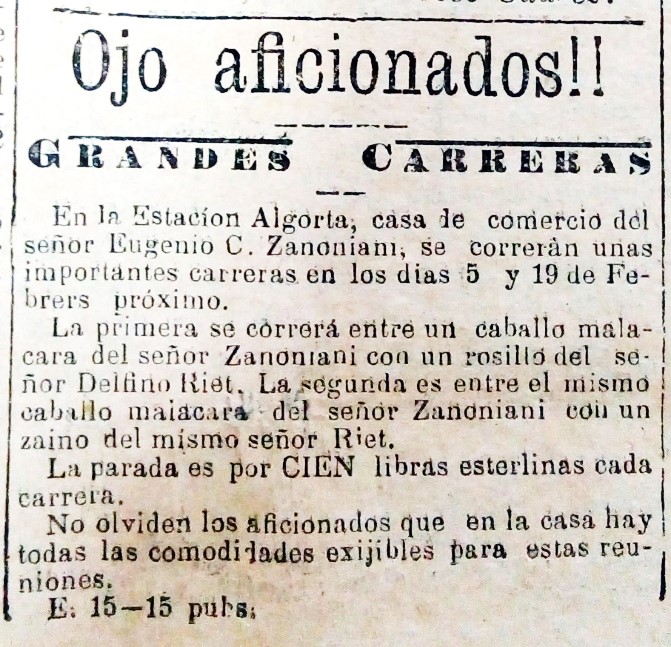 Ojo aficionados!!
GRANDES CARRERAS
En la Estacíon Algorta, casa de comercio del
señor Eugenio C. Zanoniani, se correràn unas
importantes carreras en los dias 5 y 19 de Fe-
brers próximo.
La primera se correrá entre un caballo mala-
cara del señor Zanoniani con un rosillo del se-
ñor Delfino Riet. La segunda es entre el mismo
caballo malacara del señor Zanoniani con un
zaino del mismo señor Riet.
La parada es por CIEN libras esterlinas cada
carrera.
No olviden los aficionados que en la casa hay
todas las comodidades exijibles para estas reu-
niones.
E. 15—15 pubs.